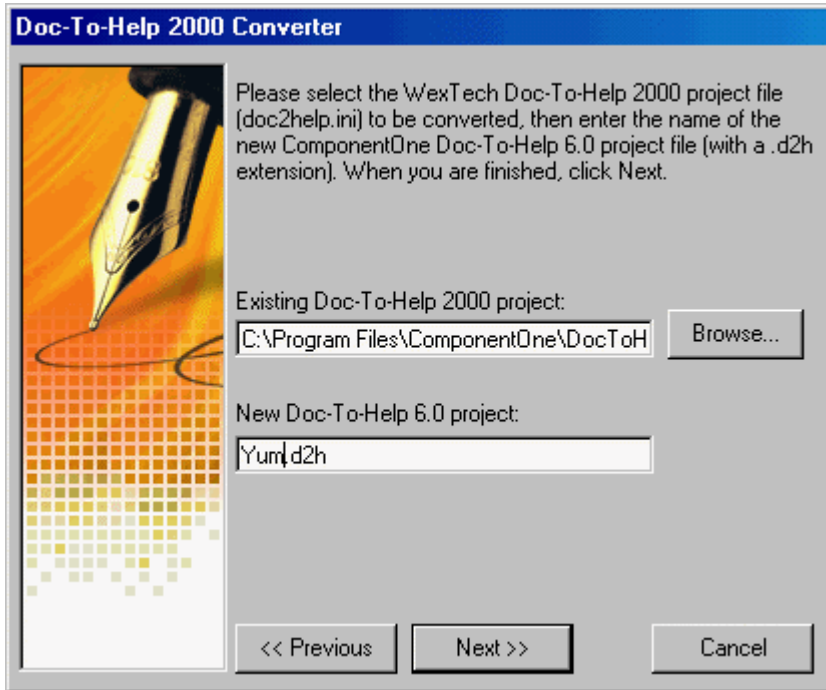 Doc-To-Help 2000 Converter
Please select the WexTech Doc-To-Help 2000 project file
(doc2help.ini) to be converted, then enter the name of the
new ComponentOne Doc-To-Help 6.0 project file (with a .d2h
extension). When you are finished, click Next.
Existing Doc-To-Help 2000 project:
C:\Program Files\ComponentOne\DocToH
Browse...
New Doc-To-Help 6.0 project:
Yum.d2h
<< Previous
Next >>
Cancel